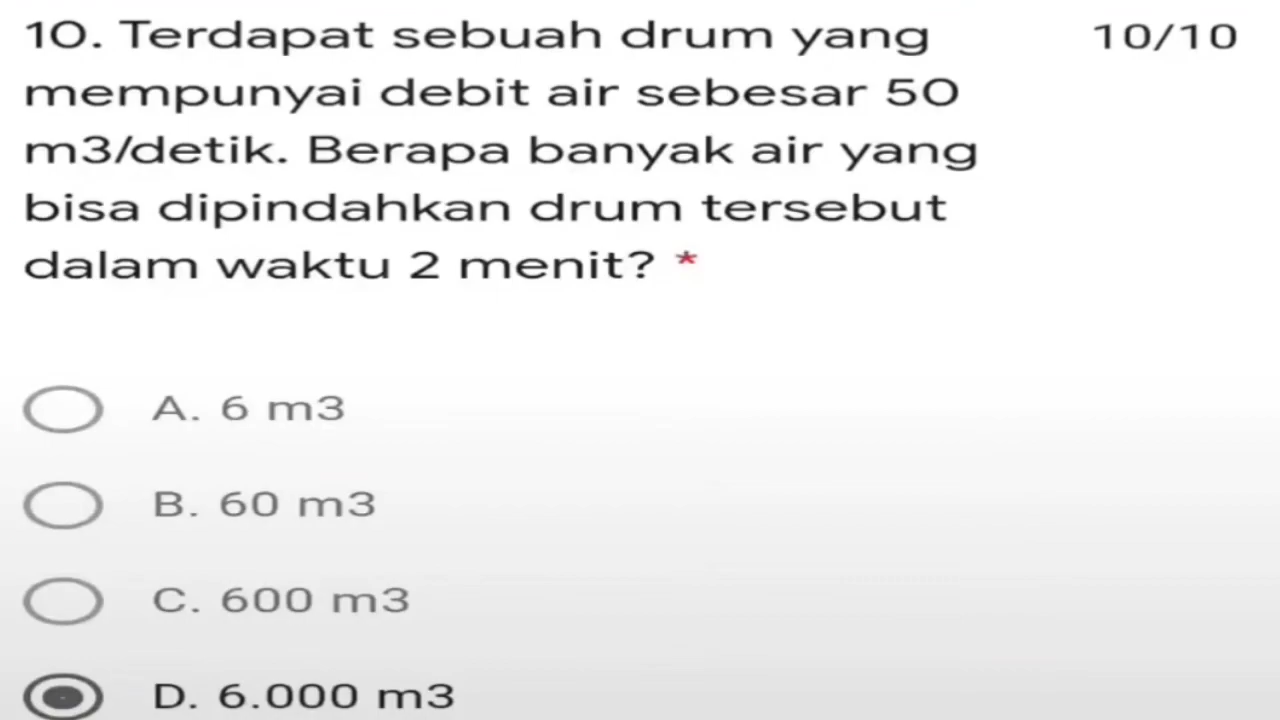 10. Terdapat sebuah drum yang
10/10
mempunyai debit air sebesar 50
m3/detik. Berapa banyak air yang
bisa dipindahkan drum tersebut
dalam waktu 2 menit? *
A. 6 m3
B. 60 m3
C. 600 m3
D. 6.000 m3